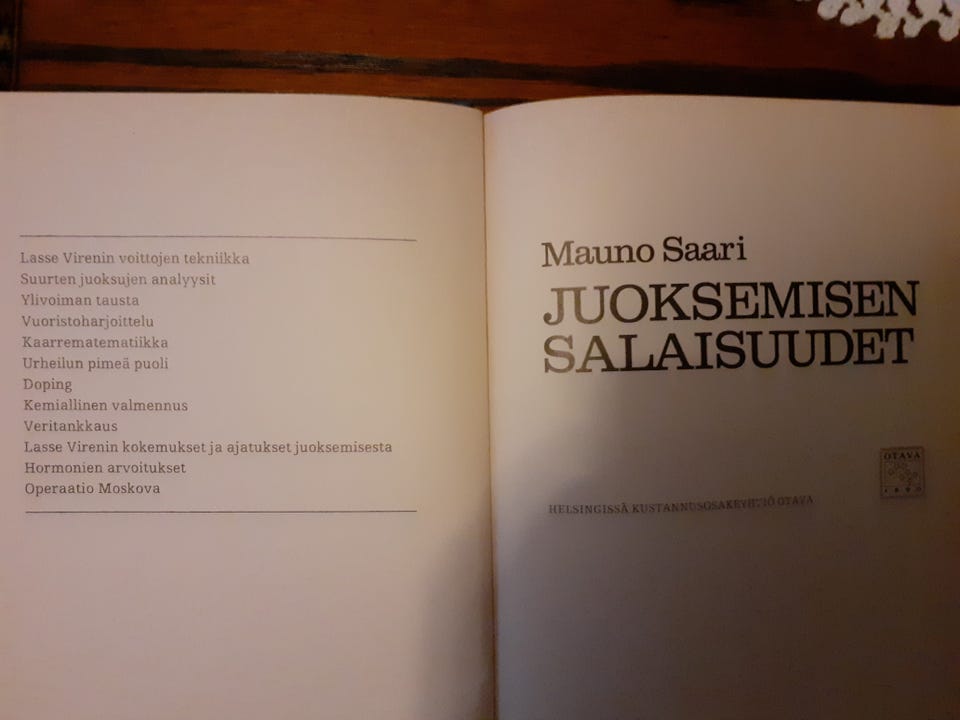 Lasse Virenin voittojen tekniikka
Suurten juoksujen analyysit
Ylivoiman tausta
Vuoristoharjoittelu
Kaarrematematiikka
Urheilun pimeä puoli
Doping
Kemiallinen valmennus
Veritankkaus
Lasse Virenin kokemukset ja ajatukset juoksemisesta
Hormonien arvoitukset
Operaatio Moskova
Mauno Saari
JUOKSEMISEN
SALAISUUDET
OTAVA
1890
HELSINGISSÄ KUSTANNUSOSAKEYHTIÖ OTAVA